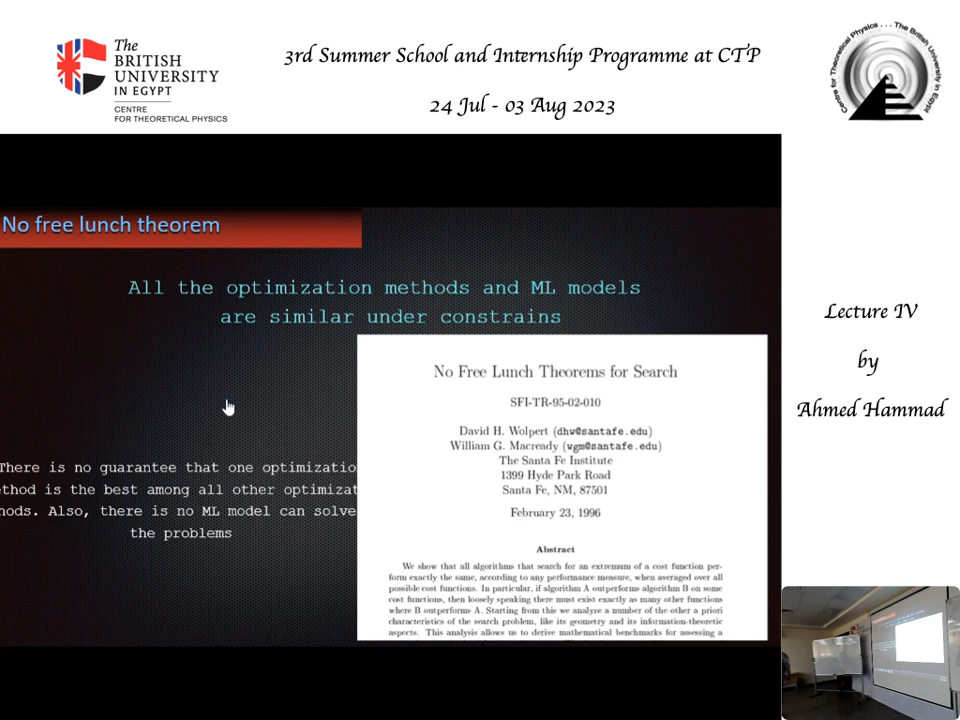 The
BRITISH
UNIVERSITY
IN EGYPT
CENTRE
FOR THEORETICAL PHYSICS
3rd Summer School and Internship Programme at CTP
24 Jul - 03 Aug 2023
Centre for Theoretical Physics . . . The British University in Egypt
No free lunch theorem
All the optimization methods and ML models
are similar under constrains
There is no guarantee that one optimizatio
thod is the best among all other optimizat
hods. Also, there is no ML model can solve
the problems
No Free Lunch Theorems for Search
SFI-TR-95-02-010
David H. Wolpert (dhw@santafe.edu)
William G. Macready (wgm@santafe.edu)
The Santa Fe Institute
1399 Hyde Park Road
Santa Fe, NM, 87501
February 23, 1996
Abstract
We show that all algorithms that search for an extremum of a cost function per-
form exactly the same, according to any performance measure, when averaged over all
possible cost functions. In particular, if algorithm A outperforms algorithm B on some
cost functions, then loosely speaking there must exist exactly as many other functions
where B outperforms A. Starting from this we analyze a number of the other a priori
characteristics of the search problem, like its geometry and its information-theoretic
aspects. This analysis allows us to derive mathematical benchmarks for assessing a
Lecture IV
by
Ahmed Hammad